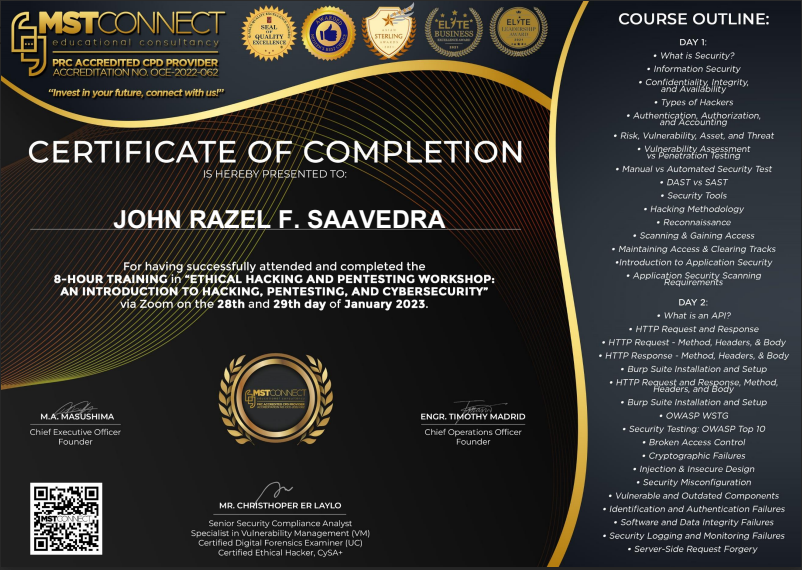 MSTCONNECT
educational consultancy
PRC ACCREDITED CPD PROVIDER
ACCREDITATION NO. OCE-2022-062
"Invest in your future, connect with us!"
SEAL
OF
QUALITY
EXCELLENCE
AWARDED
STERLING
ELYTE
BUSINESS
EXCELLENCE AWARD
2021
ELYTE
LEADERSHIP
AWARD
CERTIFICATE OF COMPLETION
IS HEREBY PRESENTED TO:
JOHN RAZEL F. SAAVEDRA
For having successfully attended and completed the
8-HOUR TRAINING in "ETHICAL HACKING AND PENTESTING WORKSHOP:
AN INTRODUCTION TO HACKING, PENTESTING, AND CYBERSECURITY"
via Zoom on the 28th and 29th day of January 2023.
MSTCONNECT
M.A. MASUSHIMA
Chief Executive Officer
Founder
ENGR. TIMOTHY MADRID
Chief Operations Officer
Founder
MSTCONNECT
MR. CHRISTHOPER ER LAYLO
Senior Security Compliance Analyst
Specialist in Vulnerability Management (VM)
Certified Digital Forensics Examiner (UC)
Certified Ethical Hacker, CySA+
COURSE OUTLINE:
DAY 1:
• What is Security?
• Information Security
• Confidentiality, Integrity,
and Availability
• Types of Hackers
• Authentication, Authorization,
and Accounting
• Risk, Vulnerability, Asset, and Threat
• Vulnerability Assessment
vs Penetration Testing
• Manual vs Automated Security Test
• DAST vs SAST
• Security Tools
• Hacking Methodology
• Reconnaissance
• Scanning & Gaining Access
• Maintaining Access & Clearing Tracks
•Introduction to Application Security
• Application Security Scanning
Requirements
DAY 2:
• What is an API?
• HTTP Request and Response
• HTTP Request - Method, Headers, & Body
• HTTP Response - Method, Headers, & Body
• Burp Suite Installation and Setup
• HTTP Request and Response, Method,
Headers, and Body
• Burp Suite Installation and Setup
• OWASP WSTG
• Security Testing: OWASP Top 10
• Broken Access Control
• Cryptographic Failures
• Injection & Insecure Design
• Security Misconfiguration
• Vulnerable and Outdated Components
• Identification and Authentication Failures
• Software and Data Integrity Failures
• Security Logging and Monitoring Failures
• Server-Side Request Forgery